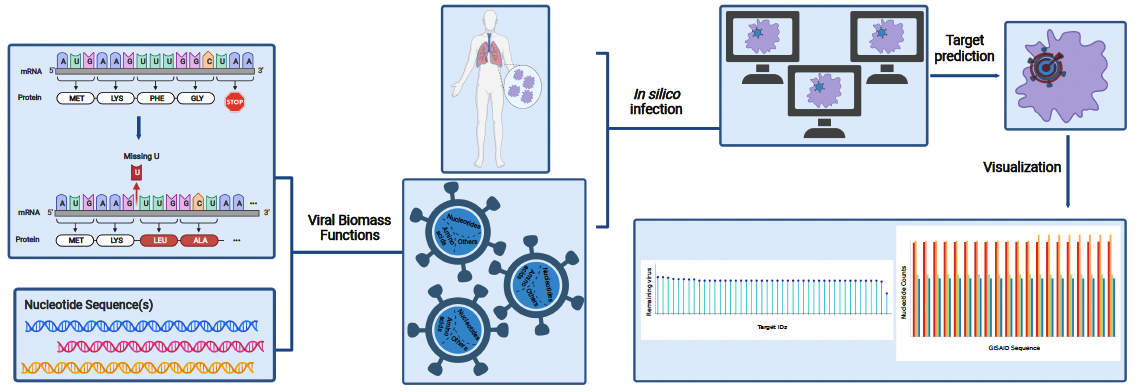 A U G A A G U U U G G C U A A
mRNA 5' 3'
Protein MET LYS PHE GLY STOP
Missing U
U
A U G A A G U U G G C U A A ...
mRNA 5' 3'
Protein MET LYS LEU ALA ...
Nucleotide Sequence(s)
Viral Biomass
Functions
Nucleotides
Amino
acids
Others
Nucleotides
Amino
acids
Others
Nucleotides
Amino
acids
Others
In silico
infection
Target
prediction
Visualization
Remaining virus
Target IDs
Nucleotide Counts
GISAID Sequence